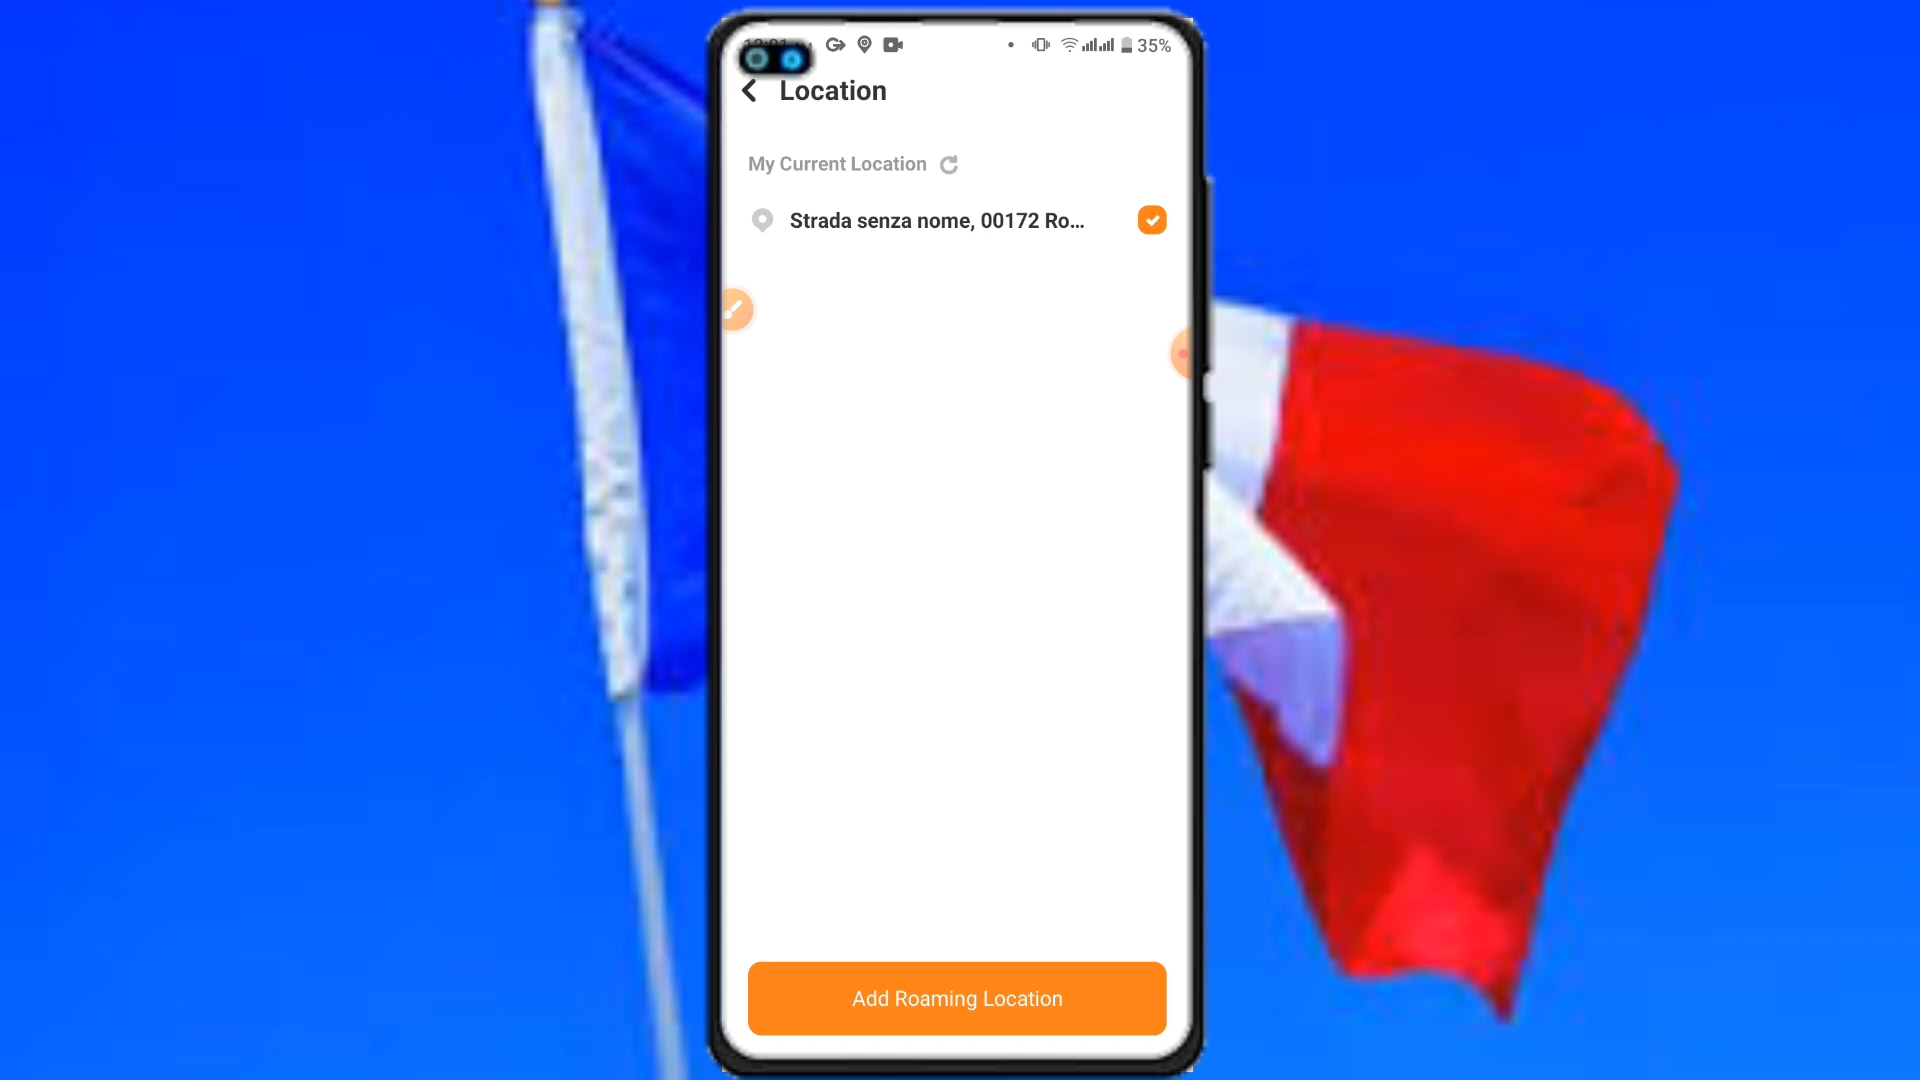 35%
Location
My Current Location
Strada senza nome, 00172 Ro...
Add Roaming Location